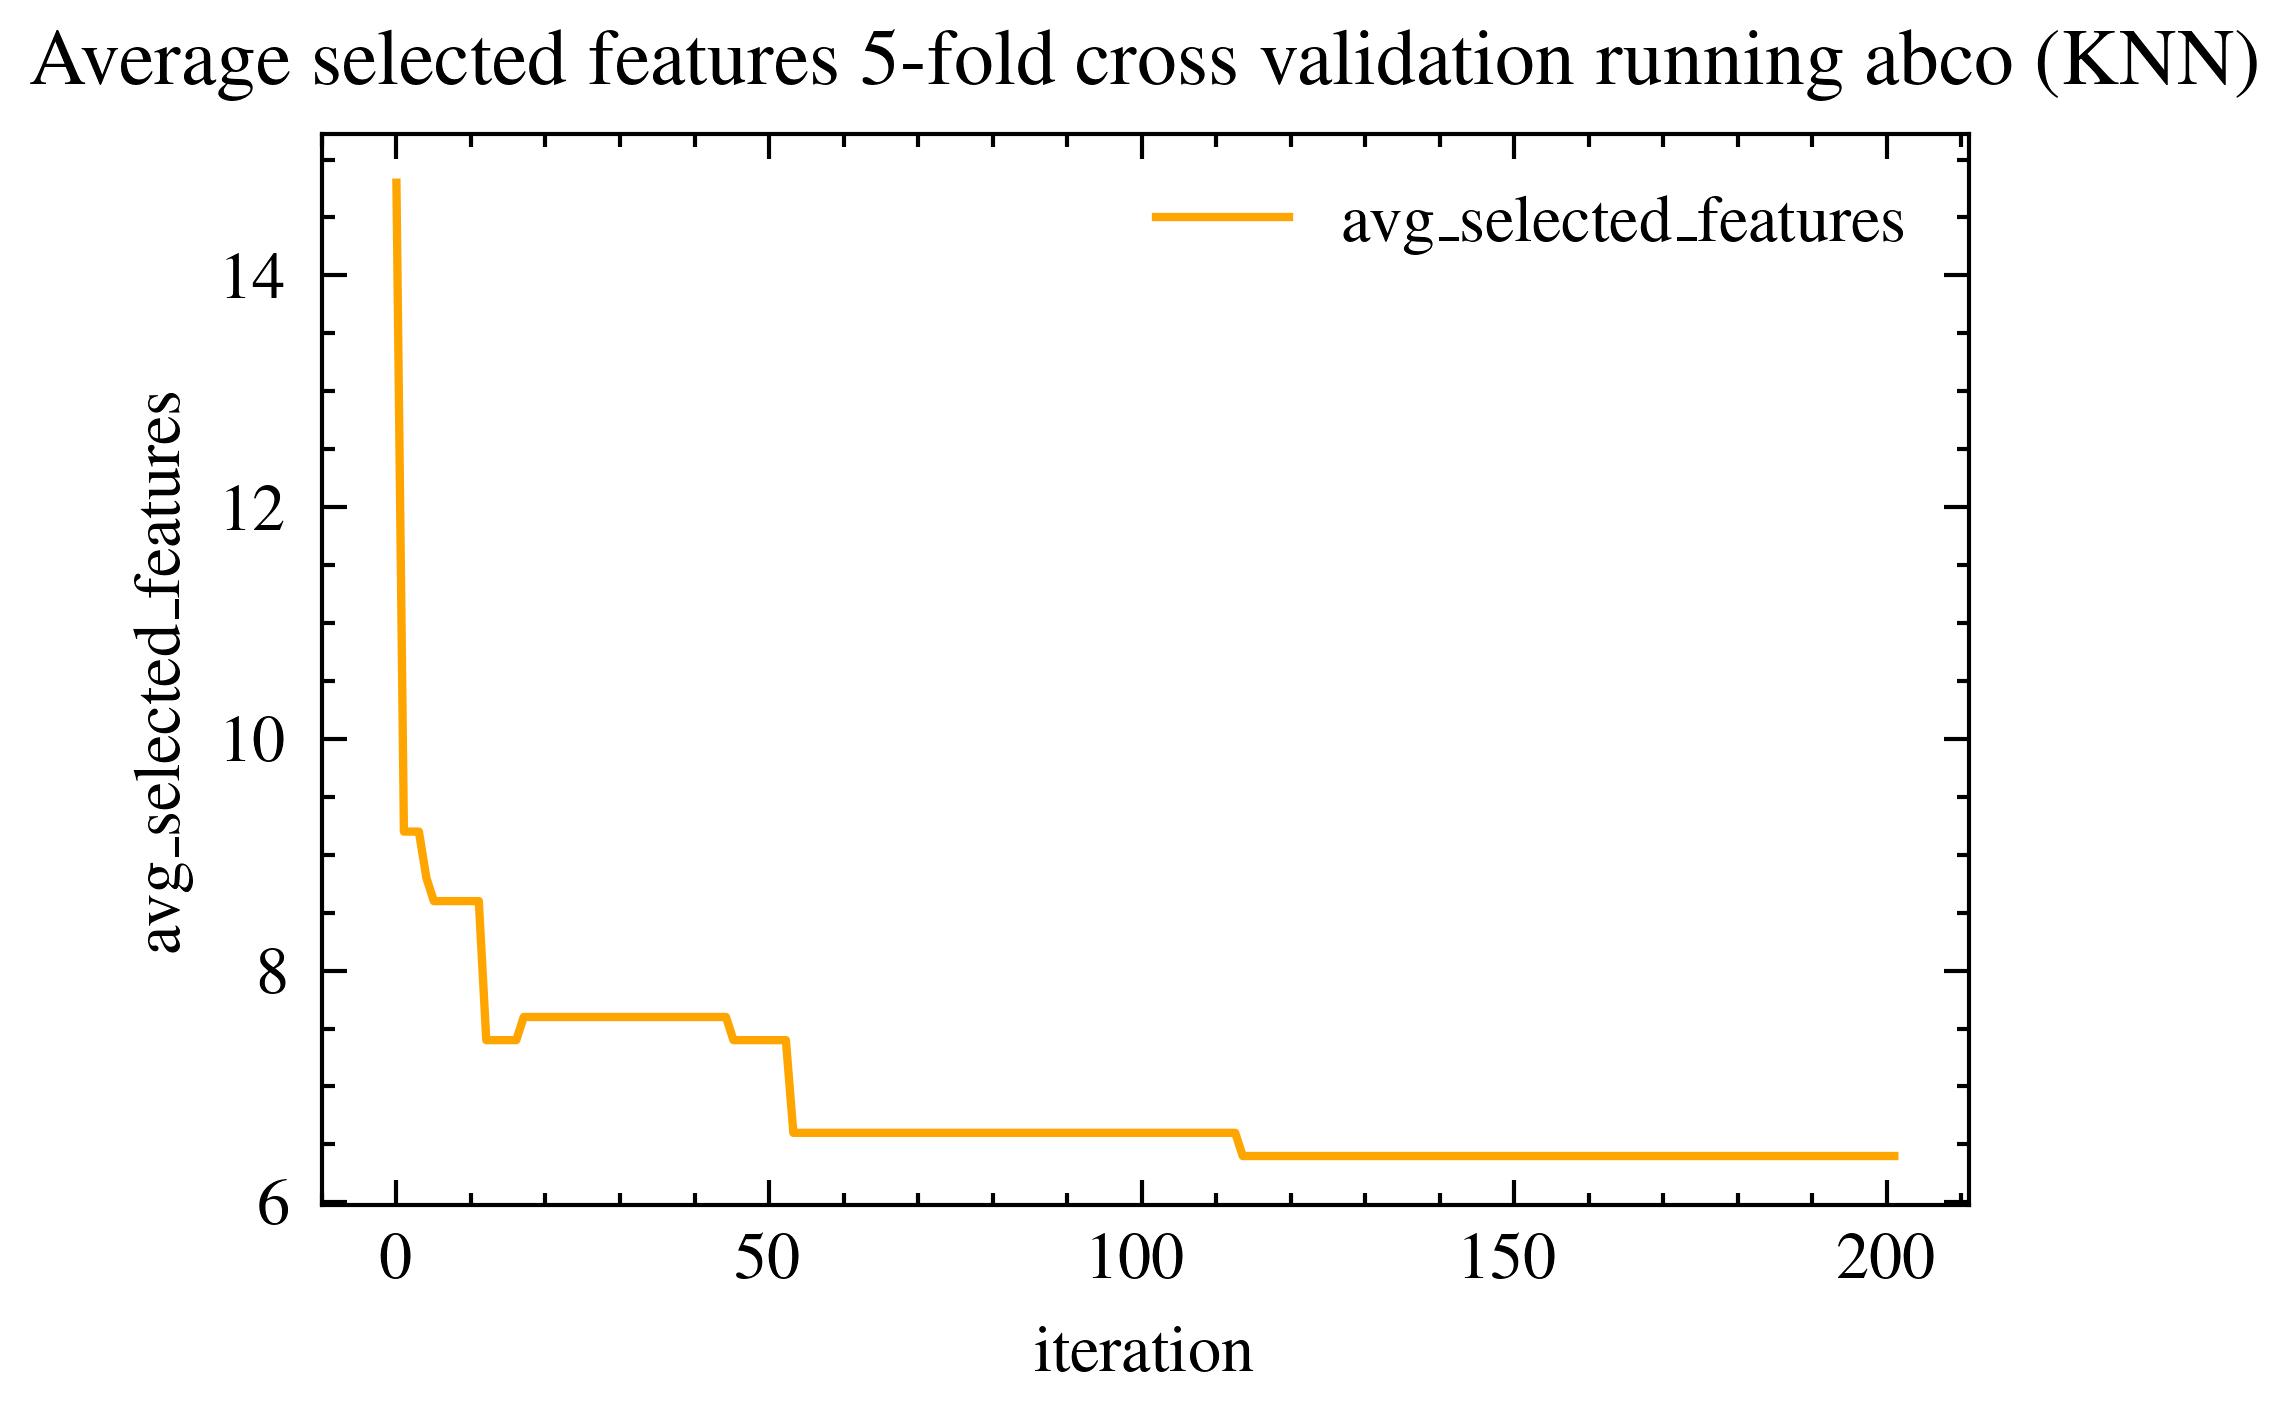 Average selected features 5-fold cross validation running abco (KNN)
avg_selected_features
14
12
10
8
6
avg_selected_features
0 50 100 150 200
iteration